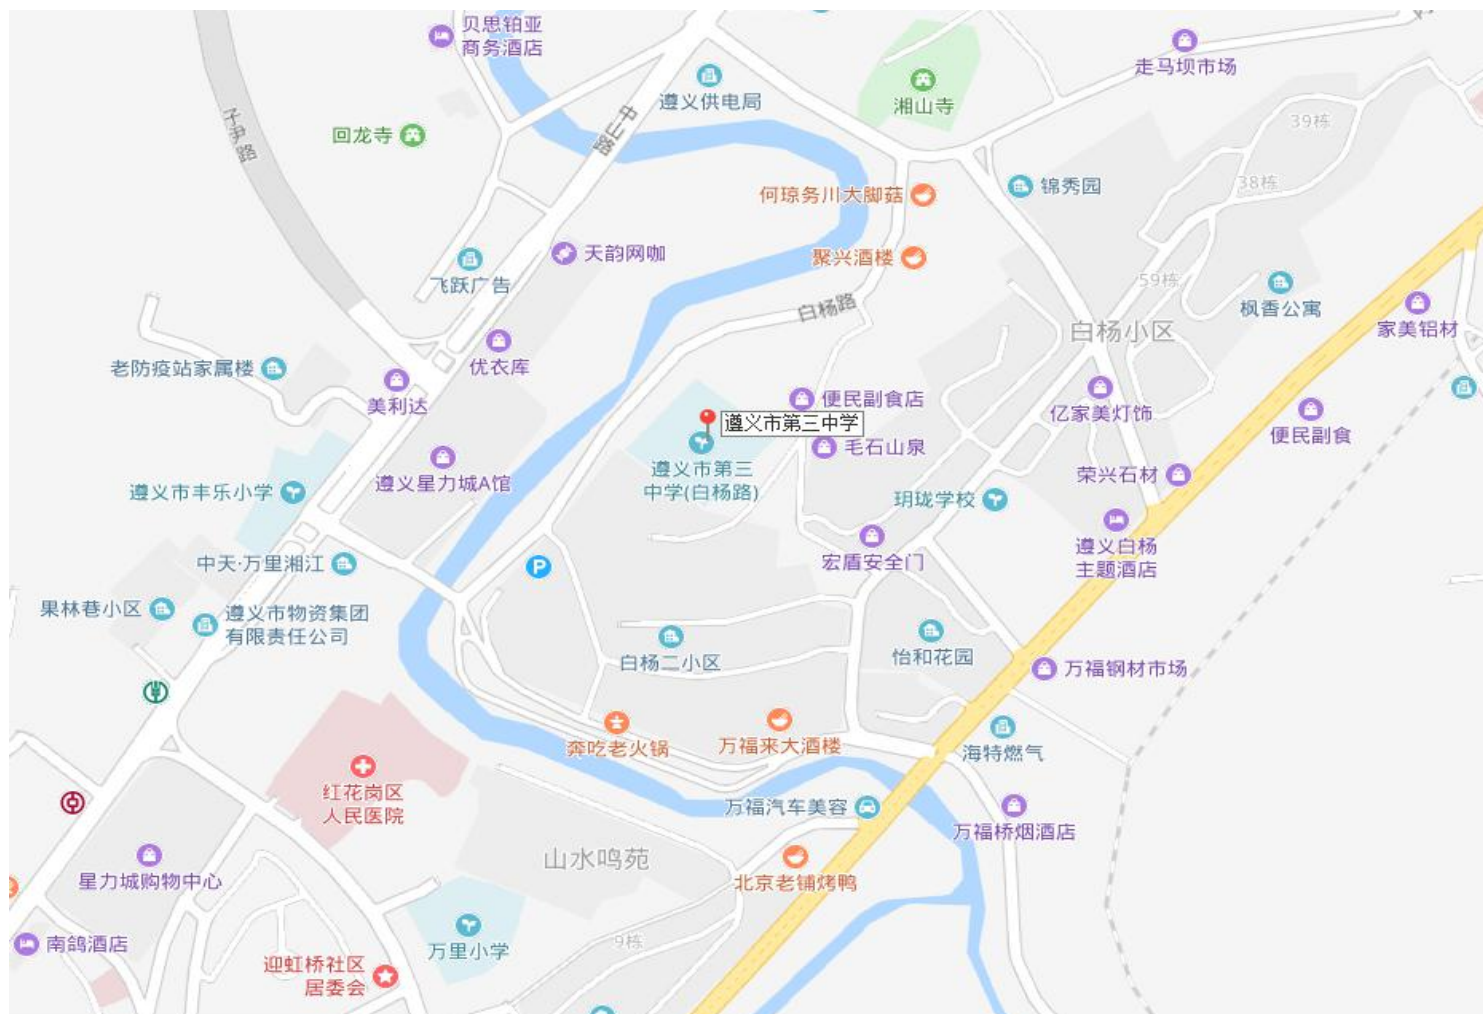 贝思铂亚
商务酒店
走马坝市场
遵义供电局
湘山寺
子尹路
回龙寺
中山路
39栋
38栋
何琼务川大脚菇
锦秀园
天韵网咖
聚兴酒楼
飞跃广告
59栋
枫香公寓
白杨路
白杨小区
家美铝材
老防疫站家属楼
优衣库
美利达
便民副食店
亿家美灯饰
便民副食
遵义市第三中学
毛石山泉
遵义市第三
中学(白杨路)
遵义星力城A馆
荣兴石材
遵义市丰乐小学
玥珑学校
遵义白杨
主题酒店
中天·万里湘江
P
宏盾安全门
果林巷小区
遵义市物资集团
有限责任公司
白杨二小区
怡和花园
万福钢材市场
奔吃老火锅
万福来大酒楼
海特燃气
红花岗区
人民医院
万福汽车美容
万福桥烟酒店
山水鸣苑
星力城购物中心
北京老铺烤鸭
南鸽酒店
万里小学
9栋
迎虹桥社区
居委会